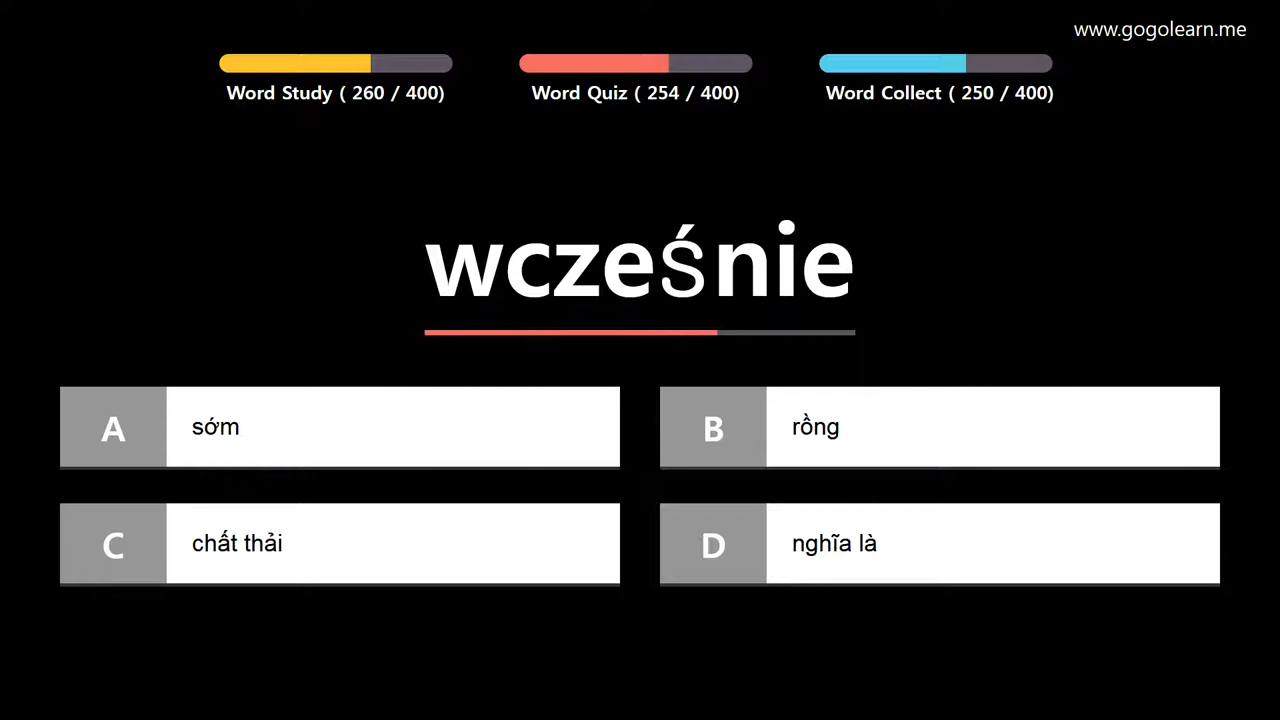 www.gogolearn.me
Word Study ( 260 / 400)
Word Quiz ( 254 / 400)
Word Collect ( 250 / 400)
wcześnie
A
sớm
B
rồng
C
chất thải
D
nghĩa là